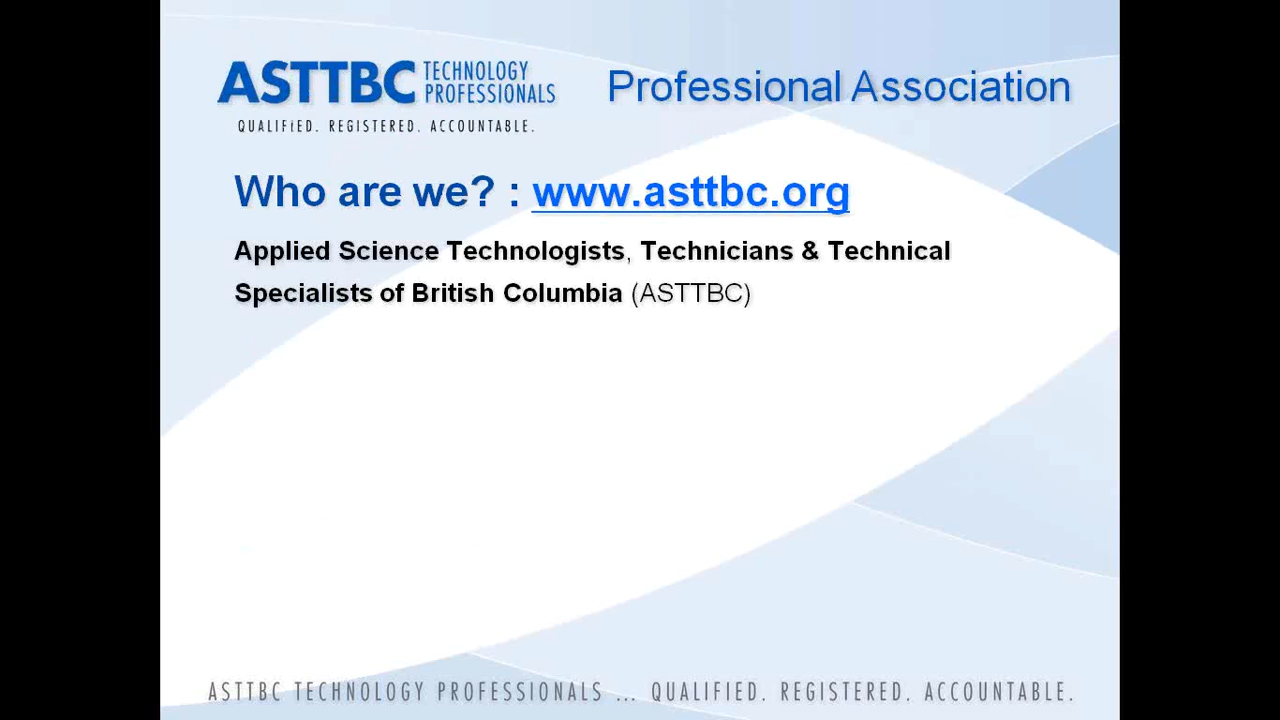 ASTTBC TECHNOLOGY PROFESSIONALS
QUALIFIED. REGISTERED. ACCOUNTABLE.
Professional Association
Who are we? : www.asttbc.org
Applied Science Technologists, Technicians & Technical
Specialists of British Columbia (ASTTBC)
ASTTBC TECHNOLOGY PROFESSIONALS ... QUALIFIED. REGISTERED. ACCOUNTABLE.